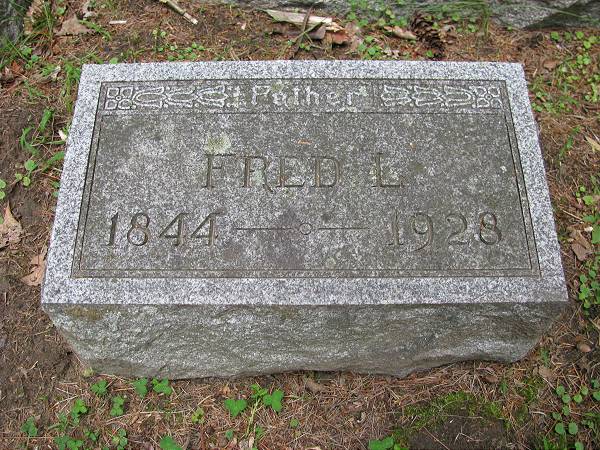 Father
FRED L
1844 — 1928